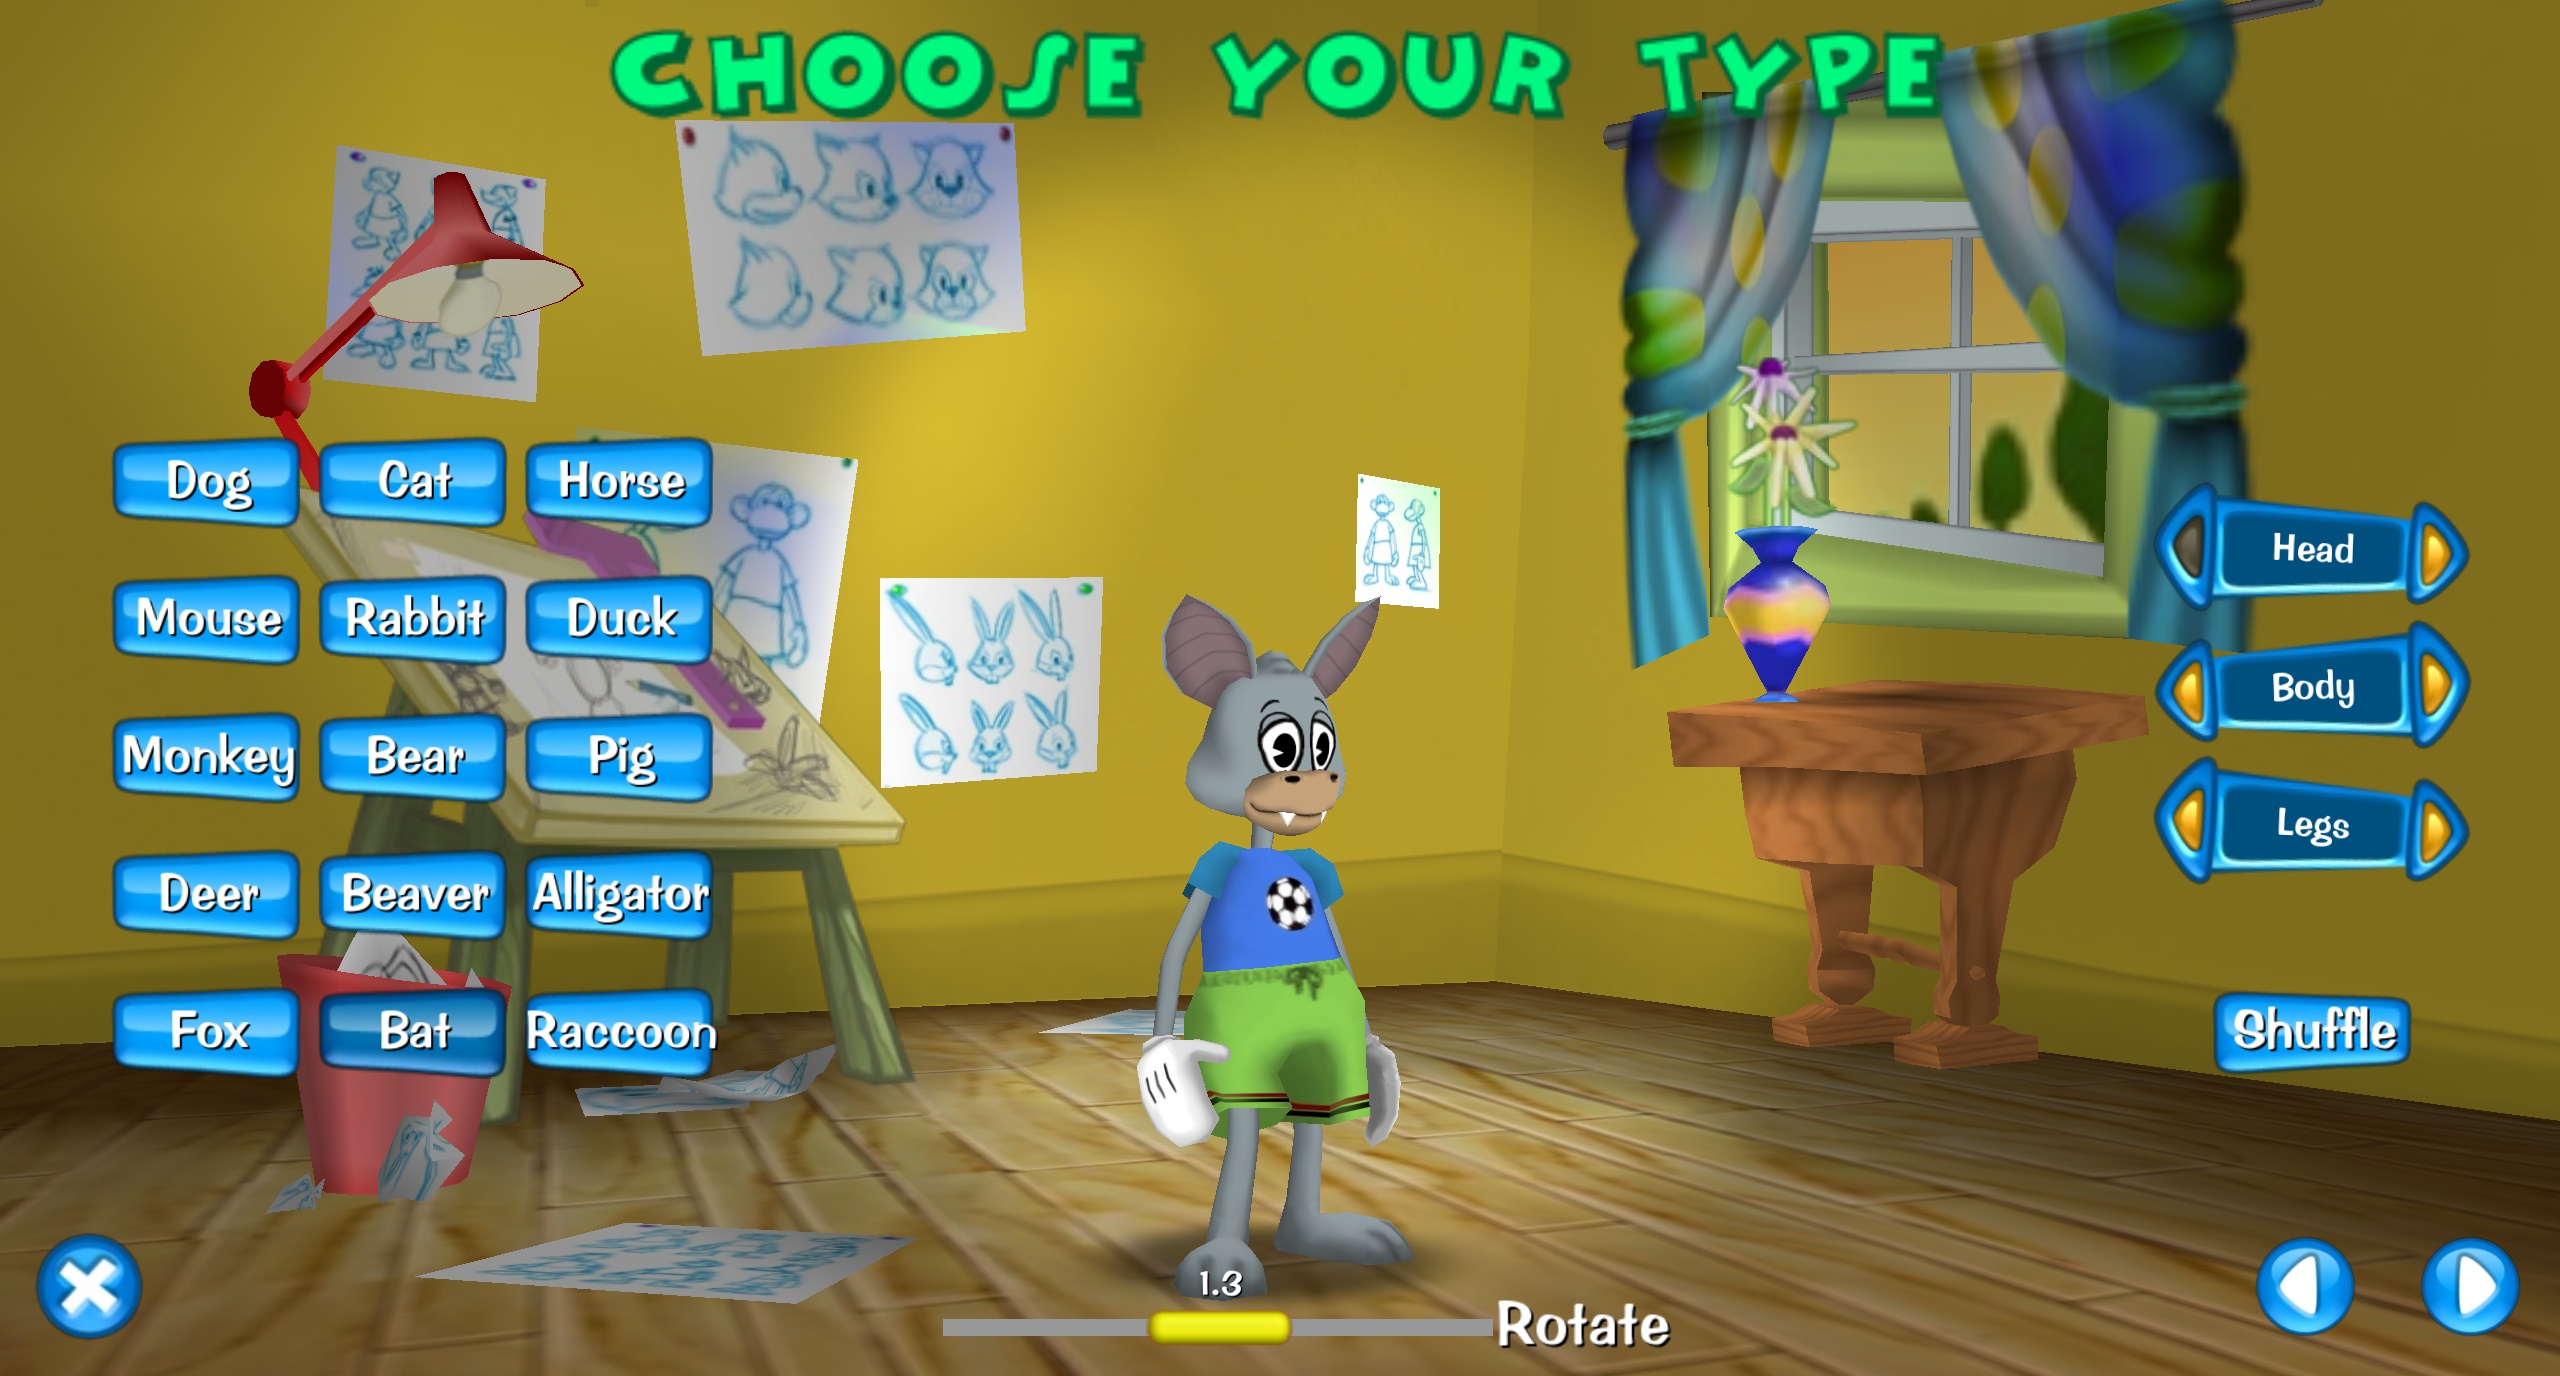 CHOOSE YOUR TYPE
Dog Cat Horse
Mouse Rabbit Duck
Monkey Bear Pig
Deer Beaver Alligator
Fox Bat Raccoon
Head
Body
Legs
Shuffle
1.3
Rotate